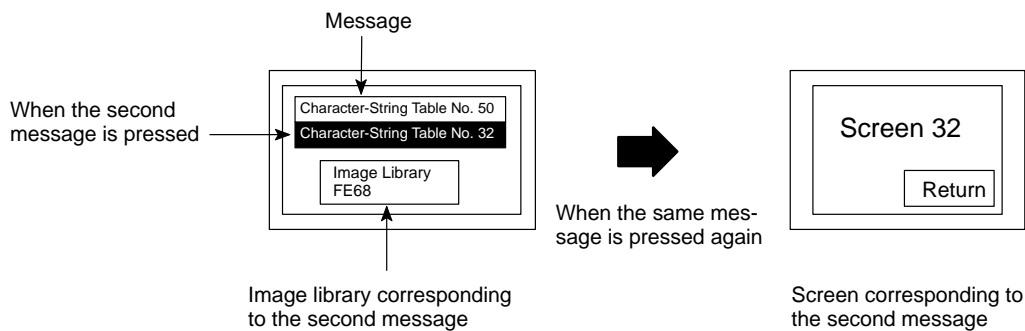 Message
When the second
message is pressed
Character-String Table No. 50
Character-String Table No. 32
Image Library
FE68
When the same mes-
sage is pressed again
Screen 32
Return
Image library corresponding
to the second message
Screen corresponding to
the second message